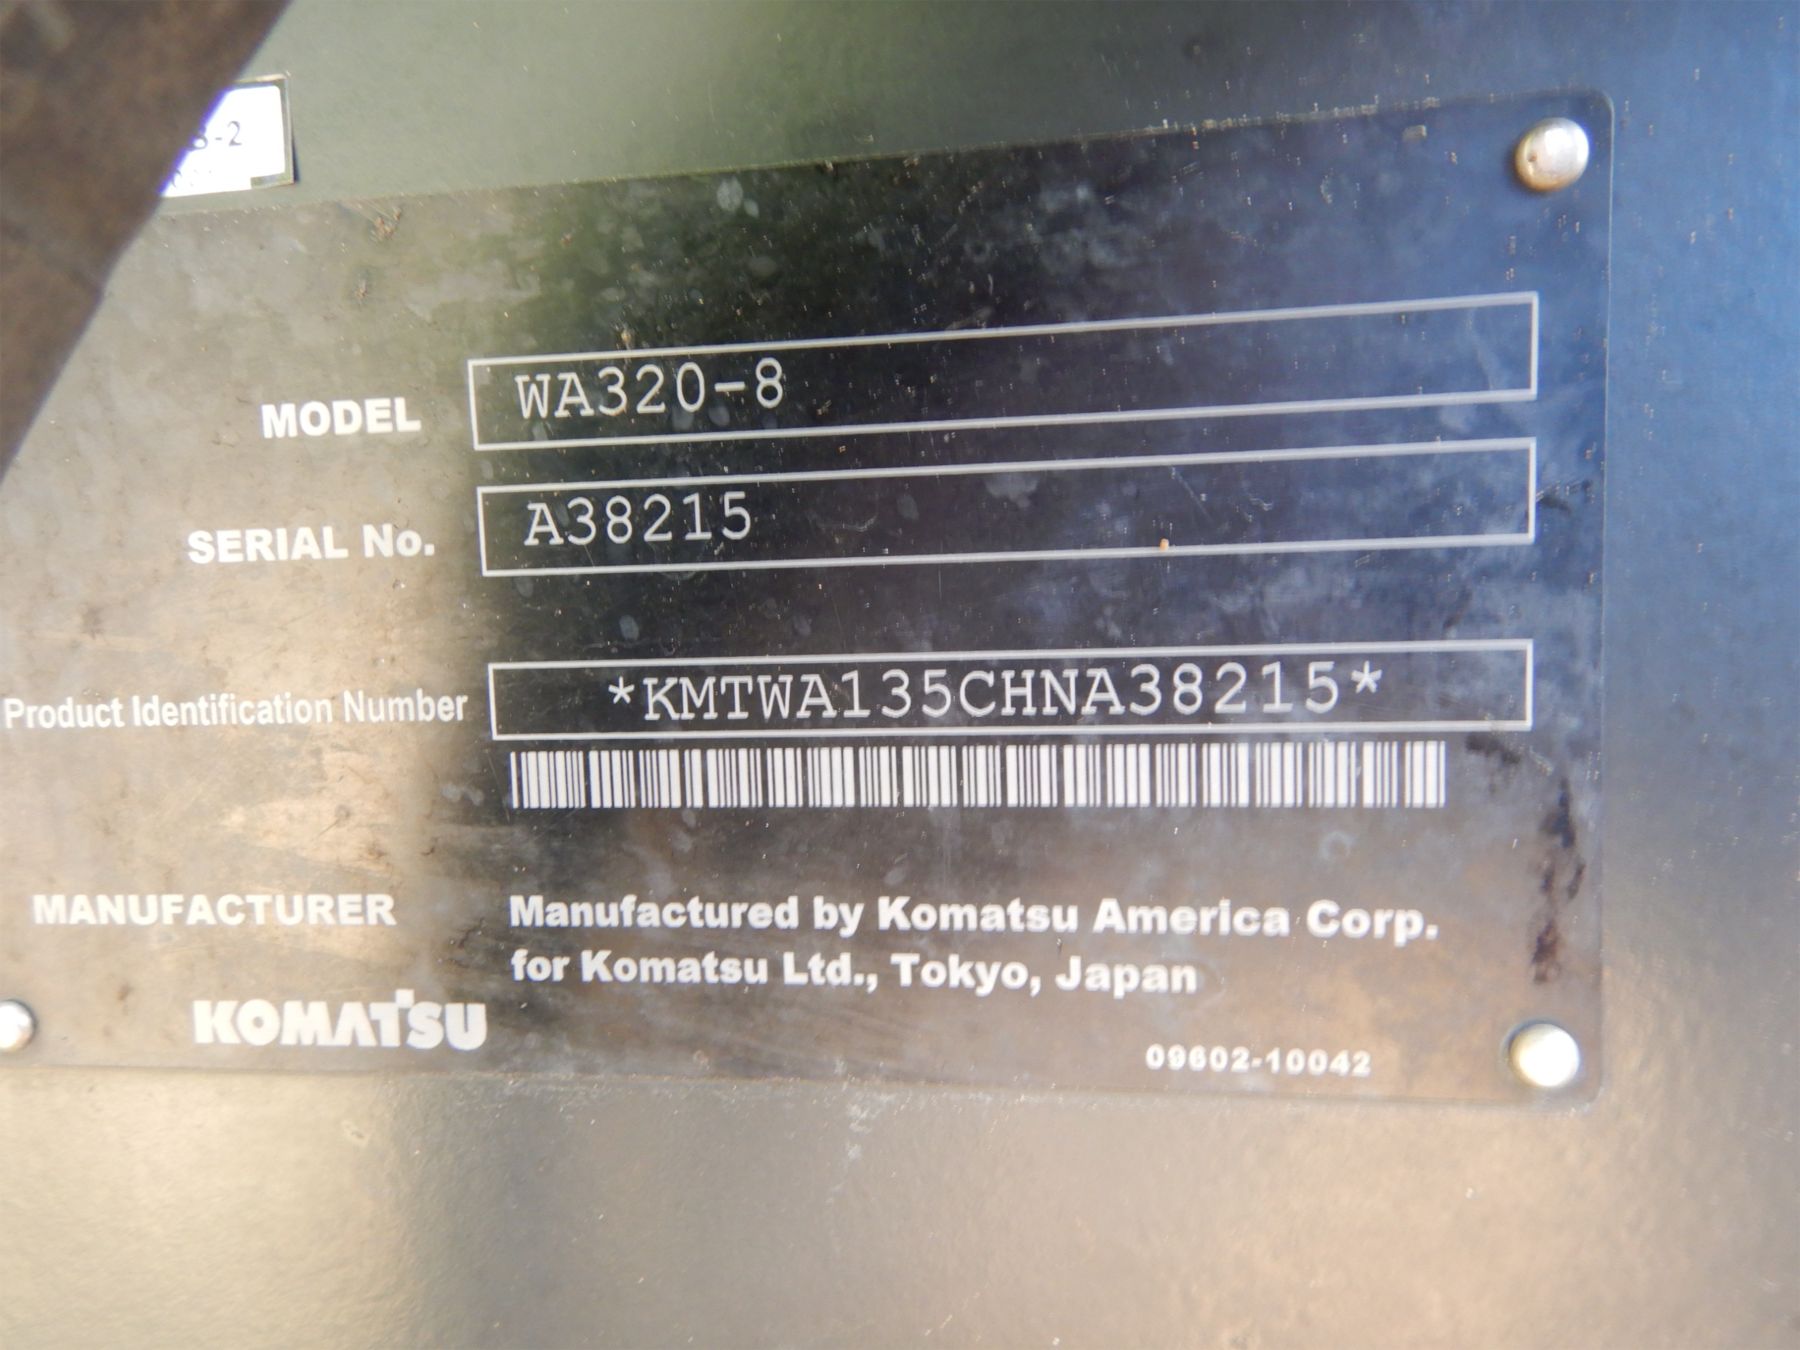 B-2
MODEL WA320-8
SERIAL No. A38215
Product Identification Number *KMTWA135CHNA38215*
MANUFACTURER Manufactured by Komatsu America Corp.
for Komatsu Ltd., Tokyo, Japan
KOMATSU
09602-10042